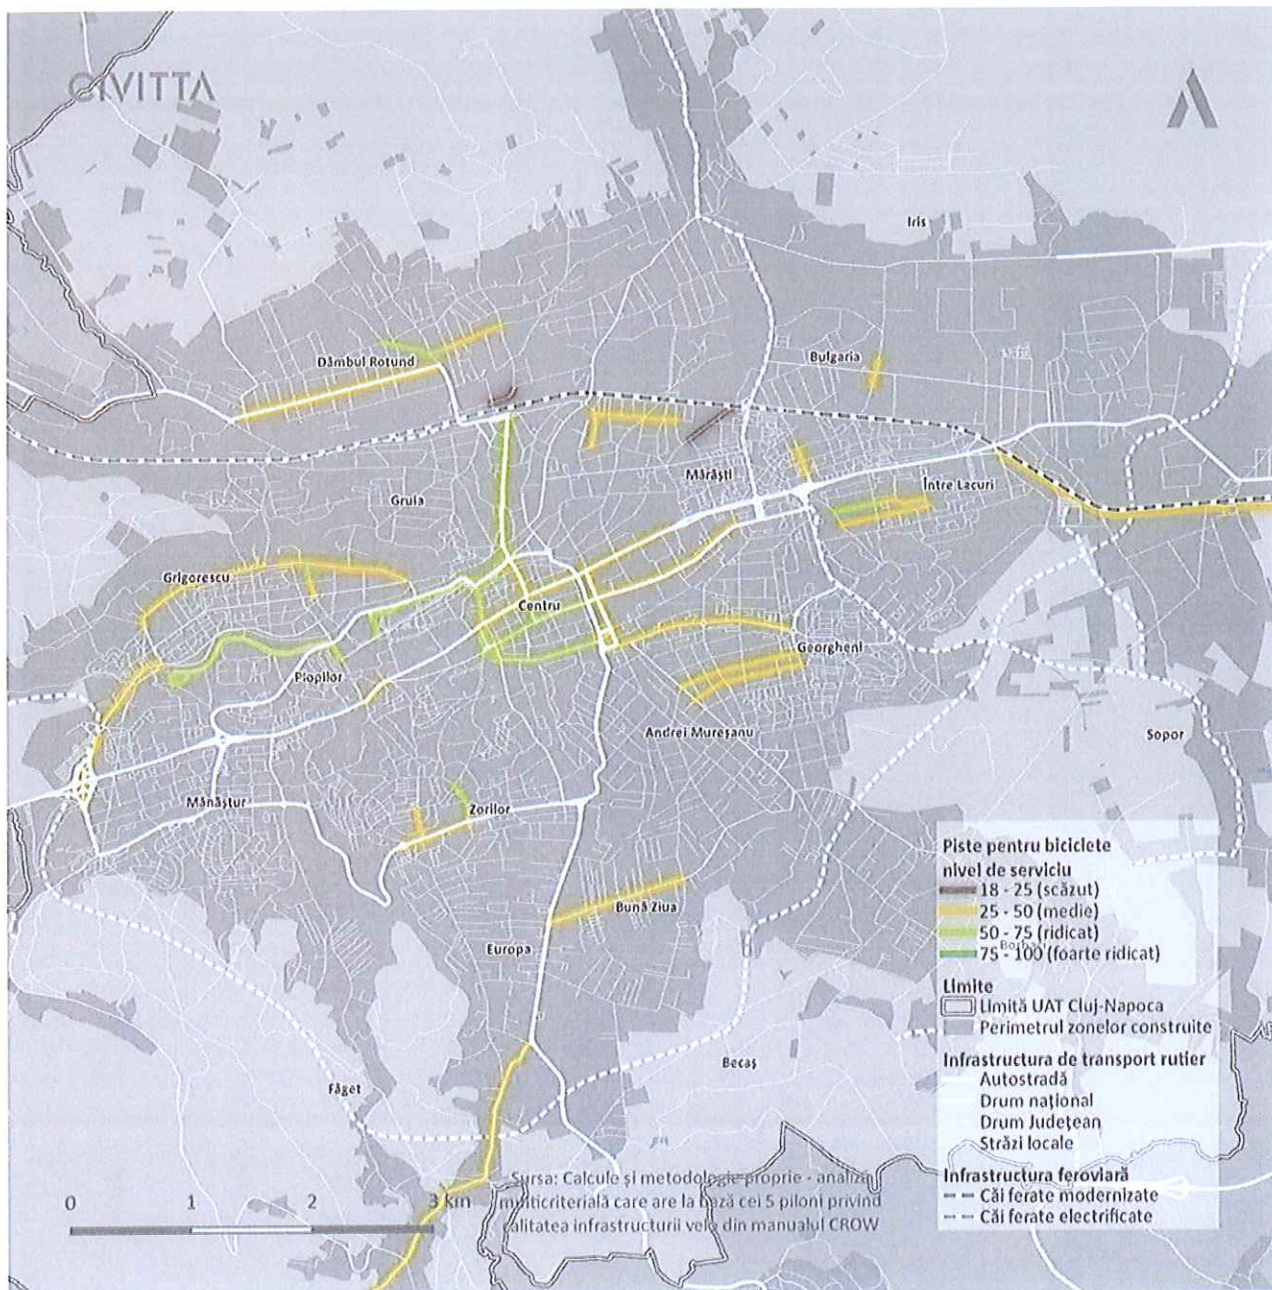 CIVITTA
Iris
Dâmbul Rotund
Bulgaria
Mărăști
Între Lacuri
Gruia
Grigorescu
Centru
Plopilor
Georgheni
Andrei Mureșanu
Sopor
Mănăștur
Zorilor
Bună Ziua
Europa
Becaș
Făget
Piste pentru biciclete
nivel de serviciu
18 - 25 (scăzut)
25 - 50 (medie)
50 - 75 (ridicat)
75 - 100 (foarte ridicat)
Limite
Limită UAT Cluj-Napoca
Perimetrul zonelor construite
Infrastructura de transport rutier
Autostradă
Drum național
Drum Județean
Străzi locale
Infrastructura feroviară
Căi ferate modernizate
Căi ferate electrificate
0 1 2 3 km
Sursa: Calcule și metodologie proprie - analiză
multicriterială care are la bază cei 5 piloni privind
calitatea infrastructurii velo din manualul CROW